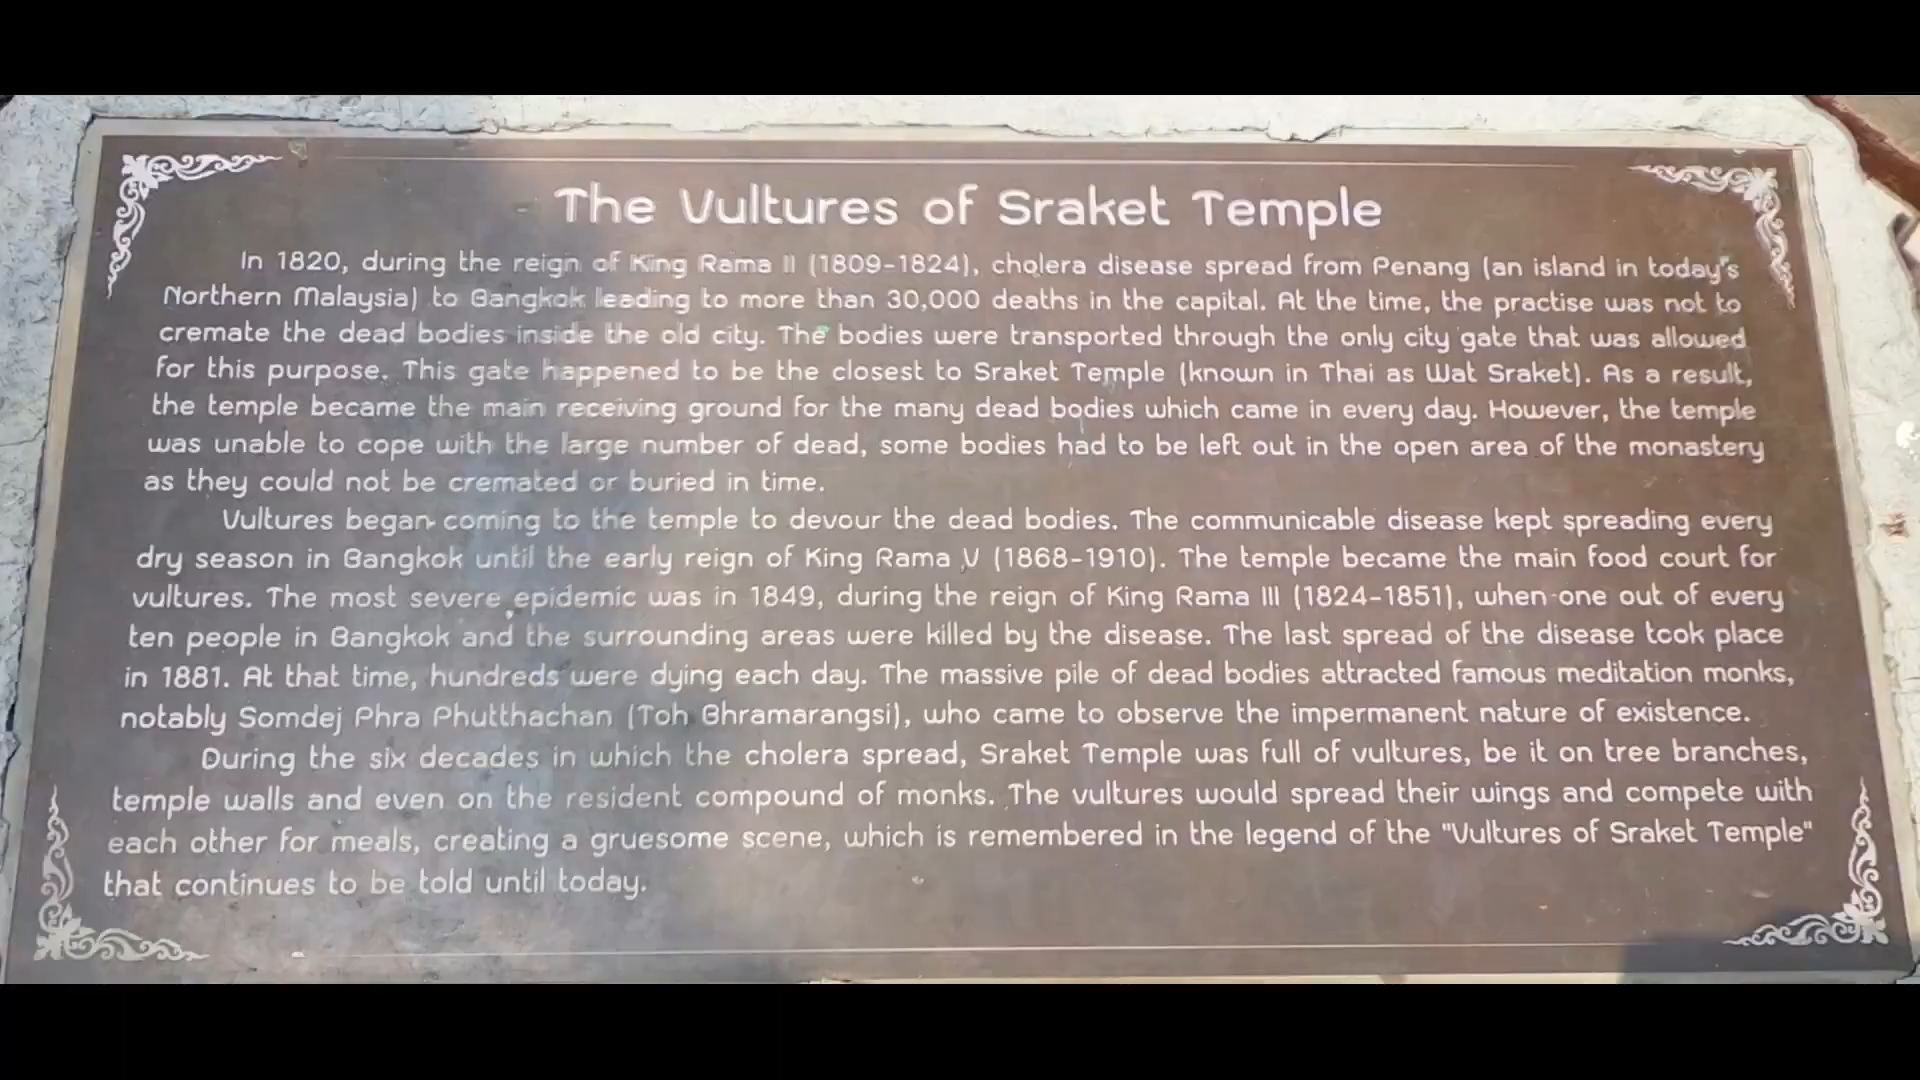 The Vultures of Sraket Temple
In 1820, during the reign of King Rama II (1809-1824), cholera disease spread from Penang (an island in today's
Northern Malaysia) to Bangkok leading to more than 30,000 deaths in the capital. At the time, the practise was not to
cremate the dead bodies inside the old city. The bodies were transported through the only city gate that was allowed
for this purpose. This gate happened to be the closest to Sraket Temple (known in Thai as Wat Sraket). As a result,
the temple became the main receiving ground for the many dead bodies which came in every day. However, the temple
was unable to cope with the large number of dead, some bodies had to be left out in the open area of the monastery
as they could not be cremated or buried in time.
Vultures began coming to the temple to devour the dead bodies. The communicable disease kept spreading every
dry season in Bangkok until the early reign of King Rama V (1868-1910). The temple became the main food court for
vultures. The most severe epidemic was in 1849, during the reign of King Rama III (1824-1851), when one out of every
ten people in Bangkok and the surrounding areas were killed by the disease. The last spread of the disease took place
in 1881. At that time, hundreds were dying each day. The massive pile of dead bodies attracted famous meditation monks,
notably Somdej Phra Phutthachan (Toh Bhramarangsi), who came to observe the impermanent nature of existence.
During the six decades in which the cholera spread, Sraket Temple was full of vultures, be it on tree branches,
temple walls and even on the resident compound of monks. The vultures would spread their wings and compete with
each other for meals, creating a gruesome scene, which is remembered in the legend of the "Vultures of Sraket Temple"
that continues to be told until today.